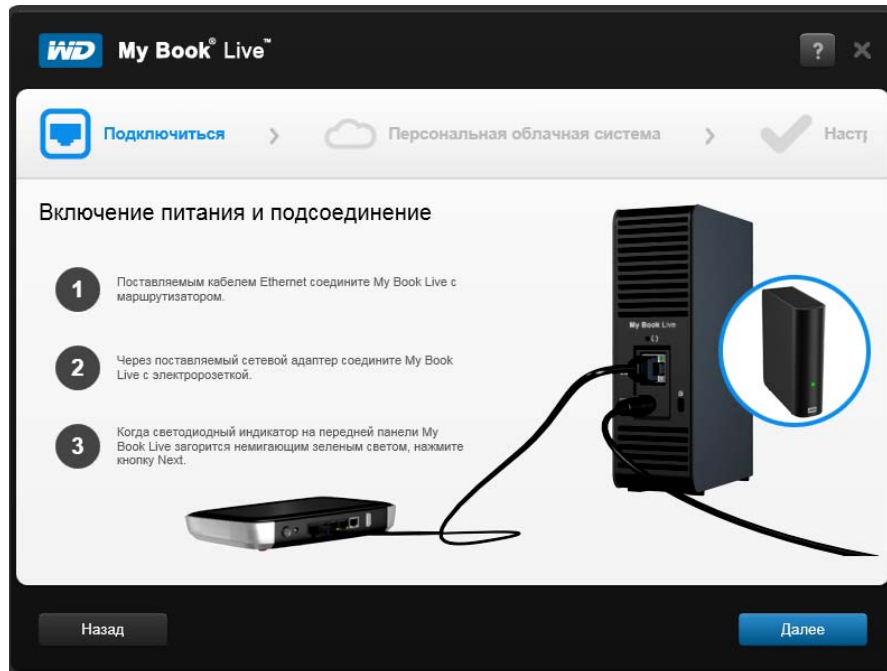 WD My Book® Live™
?
Подключиться
Персональная облачная система
Настр
Включение питания и подсоединение
1
Поставляемым кабелем Ethernet соедините My Book Live с
маршрутизатором.
2
Через поставляемый сетевой адаптер соедините My Book
Live с электророзеткой.
3
Когда светодиодный индикатор на передней панели My
Book Live загорится немигающим зеленым светом, нажмите
кнопку Next.
My Book Live
Назад
Далее